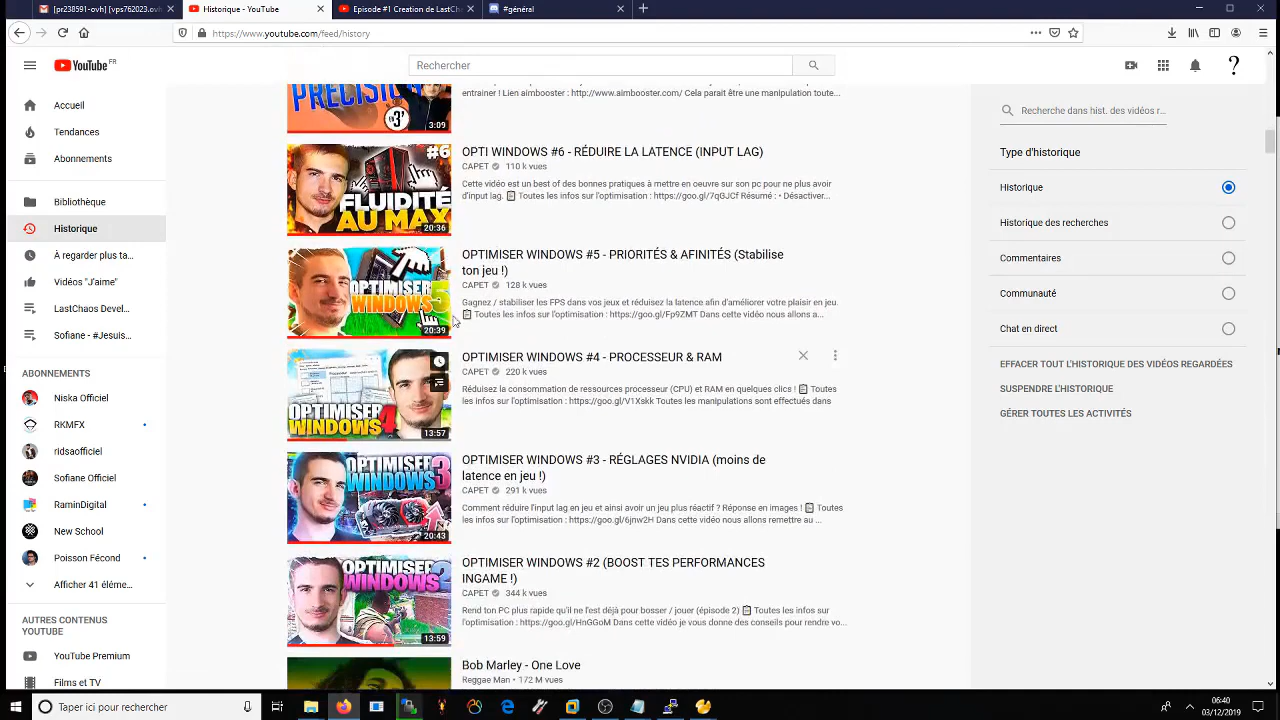 [pz238591-ovh] [vps762023.ovh
Historique - YouTube
Episode #1 Creation de LastCh
#général
https://www.youtube.com/feed/history
YouTube FR
Rechercher
Accueil
Tendances
Abonnements
Bibliothèque
Historique
À regarder plus ta...
Vidéos "J'aime"
LastChaos Devel...
Sofiane - #Jesuis...
ABONNEMENTS
Niska Officiel
RKMFX
rldsaofficiel
Sofiane Officiel
RaminDigital
New School
Poisson Fécond
Afficher 41 éléme...
AUTRES CONTENUS
YOUTUBE
YouTube Premium
Films et TV
PRÉCISION
EN 3'
3:09
entrainer ! Lien aimbooster : http://www.aimbooster.com/ Cela parait être une manipulation toute...
#6
FLUIDITÉ
AU MAX
20:36
OPTI WINDOWS #6 - RÉDUIRE LA LATENCE (INPUT LAG)
CAPET 110 k vues
Cette vidéo est un best of des bonnes pratiques à mettre en oeuvre sur son pc pour ne plus avoir
d'input lag. Toutes les infos sur l'optimisation : https://goo.gl/7qGJCf Résumé : • Désactiver...
OPTIMISER
WINDOWS 5
20:39
OPTIMISER WINDOWS #5 - PRIORITÉS & AFINITÉS (Stabilise
ton jeu !)
CAPET 128 k vues
Gagnez / stabiliser les FPS dans vos jeux et réduisez la latence afin d'améliorer votre plaisir en jeu.
Toutes les infos sur l'optimisation : https://goo.gl/Fp9ZMT Dans cette vidéo nous allons a...
OPTIMISER
WINDOWS 4
13:57
OPTIMISER WINDOWS #4 - PROCESSEUR & RAM
CAPET 220 k vues
Réduisez la consommation de ressources processeur (CPU) et RAM en quelques clics ! Toutes
les infos sur l'optimisation : https://goo.gl/V1Xskk Toutes les manipulations sont effectués dans
OPTIMISER
WINDOWS 3
20:43
OPTIMISER WINDOWS #3 - RÉGLAGES NVIDIA (moins de
latence en jeu !)
CAPET 291 k vues
Comment réduire l'input lag en jeu et ainsi avoir un jeu plus réactif ? Réponse en images ! Toutes
les infos sur l'optimisation : https://goo.gl/6jnw2H Dans cette vidéo nous allons remettre au ...
OPTIMISER
WINDOWS 2
13:59
OPTIMISER WINDOWS #2 (BOOST TES PERFORMANCES
INGAME !)
CAPET 344 k vues
Rend ton PC plus rapide qu'il ne l'est déjà pour bosser / jouer (épisode 2) Toutes les infos sur
l'optimisation : https://goo.gl/HnGGoM Dans cette vidéo je vous donne des conseils pour rendre vo...
Bob Marley - One Love
Reggae Man • 172 M vues
Recherche dans hist. des vidéos r...
Type d'historique
Historique
Historique des recherches
Commentaires
Communauté
Chat en direct
EFFACER TOUT L'HISTORIQUE DES VIDÉOS REGARDÉES
SUSPENDRE L'HISTORIQUE
GÉRER TOUTES LES ACTIVITÉS
Taper ici pour rechercher
06:40
03/12/2019